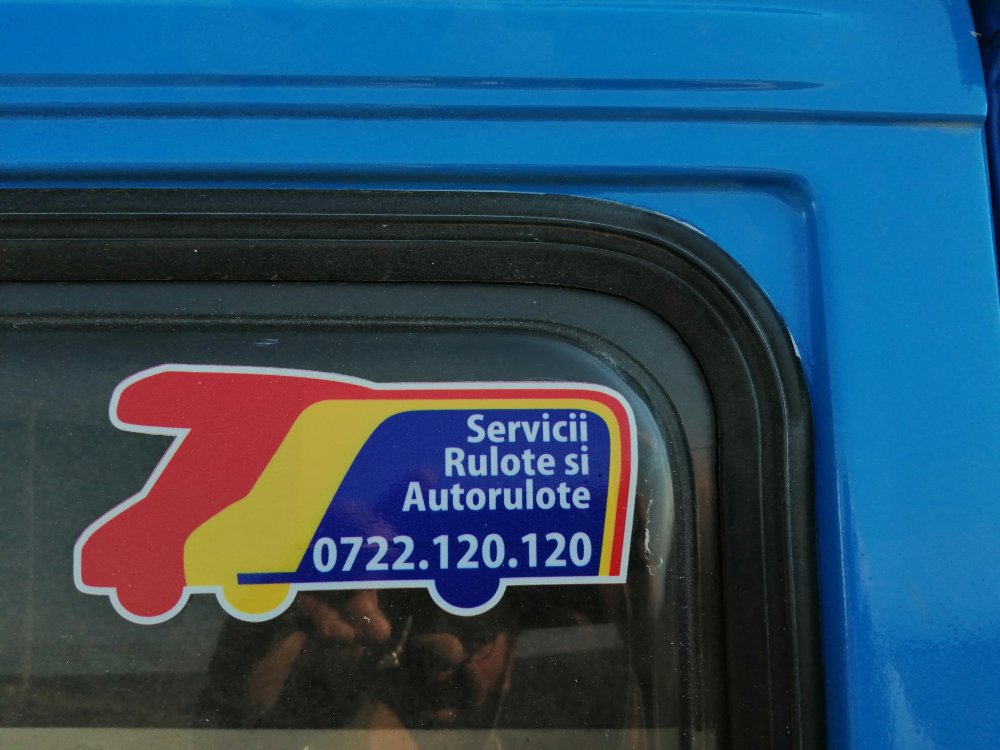 Servicii
Rulote si
Autorulote
0722.120.120